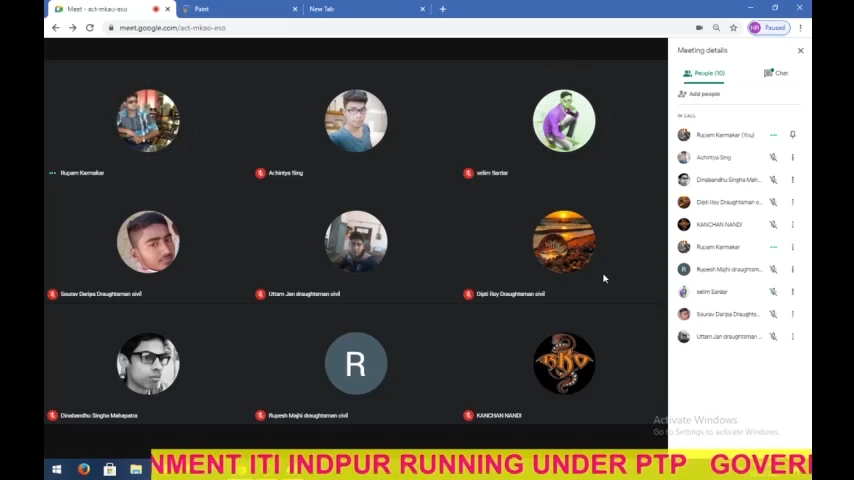 Meet - act-mkao-eso
Paint
New Tab
meet.google.com/act-mkao-eso
HR Paused
Meeting details
People (10)
Chat
Add people
IN CALL
Rupam Karmakar (You)
Achintya Sing
Dinabandhu Singha Mah...
Dipti Roy Draughtsman c...
KANCHAN NANDI
Rupam Karmakar
R Rupesh Majhi draughtsm...
selim Sardar
Sourav Daripa Draughts...
Uttam Jan draughtsman ...
Rupam Karmakar
Achintya Sing
selim Sardar
Sourav Daripa Draughtsman civil
Uttam Jan draughtsman civil
Dipti Roy Draughtsman civil
R
RKO
Dinabandhu Singha Mahapatra
Rupesh Majhi draughtsman civil
KANCHAN NANDI
Activate Windows
Go to Settings to activate Windows.
NMENT ITI INDPUR RUNNING UNDER PTP GOVER